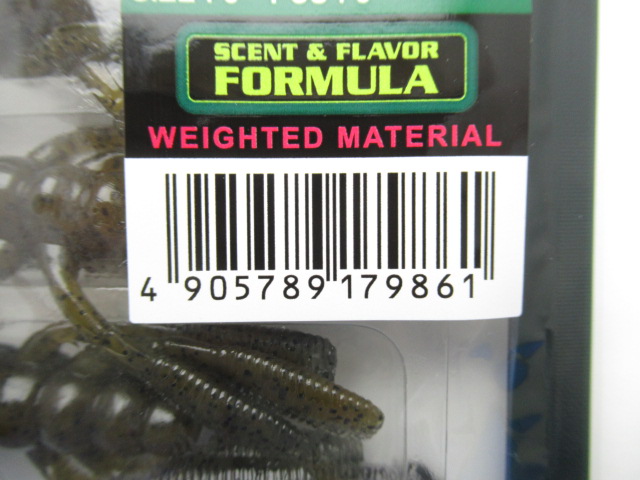 SCENT & FLAVOR
FORMULA
WEIGHTED MATERIAL
4 905789 179861